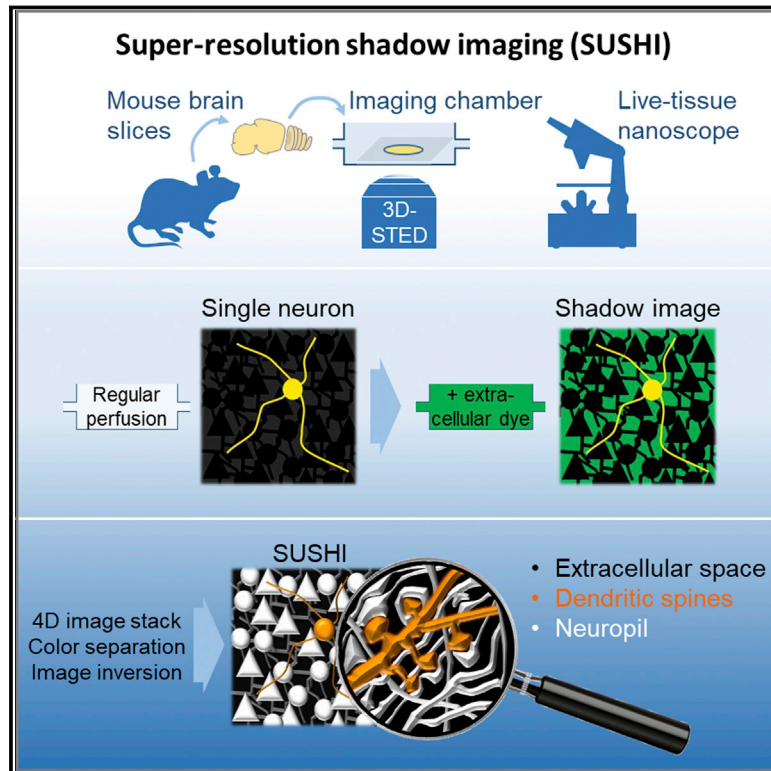 Super-resolution shadow imaging (SUSHI)
Mouse brain
slices
Imaging chamber
Live-tissue
nanoscope
3D-
STED
Single neuron
Shadow image
Regular
perfusion
+ extra-
cellular dye
SUSHI
4D image stack
Color separation
Image inversion
• Extracellular space
• Dendritic spines
• Neuropil